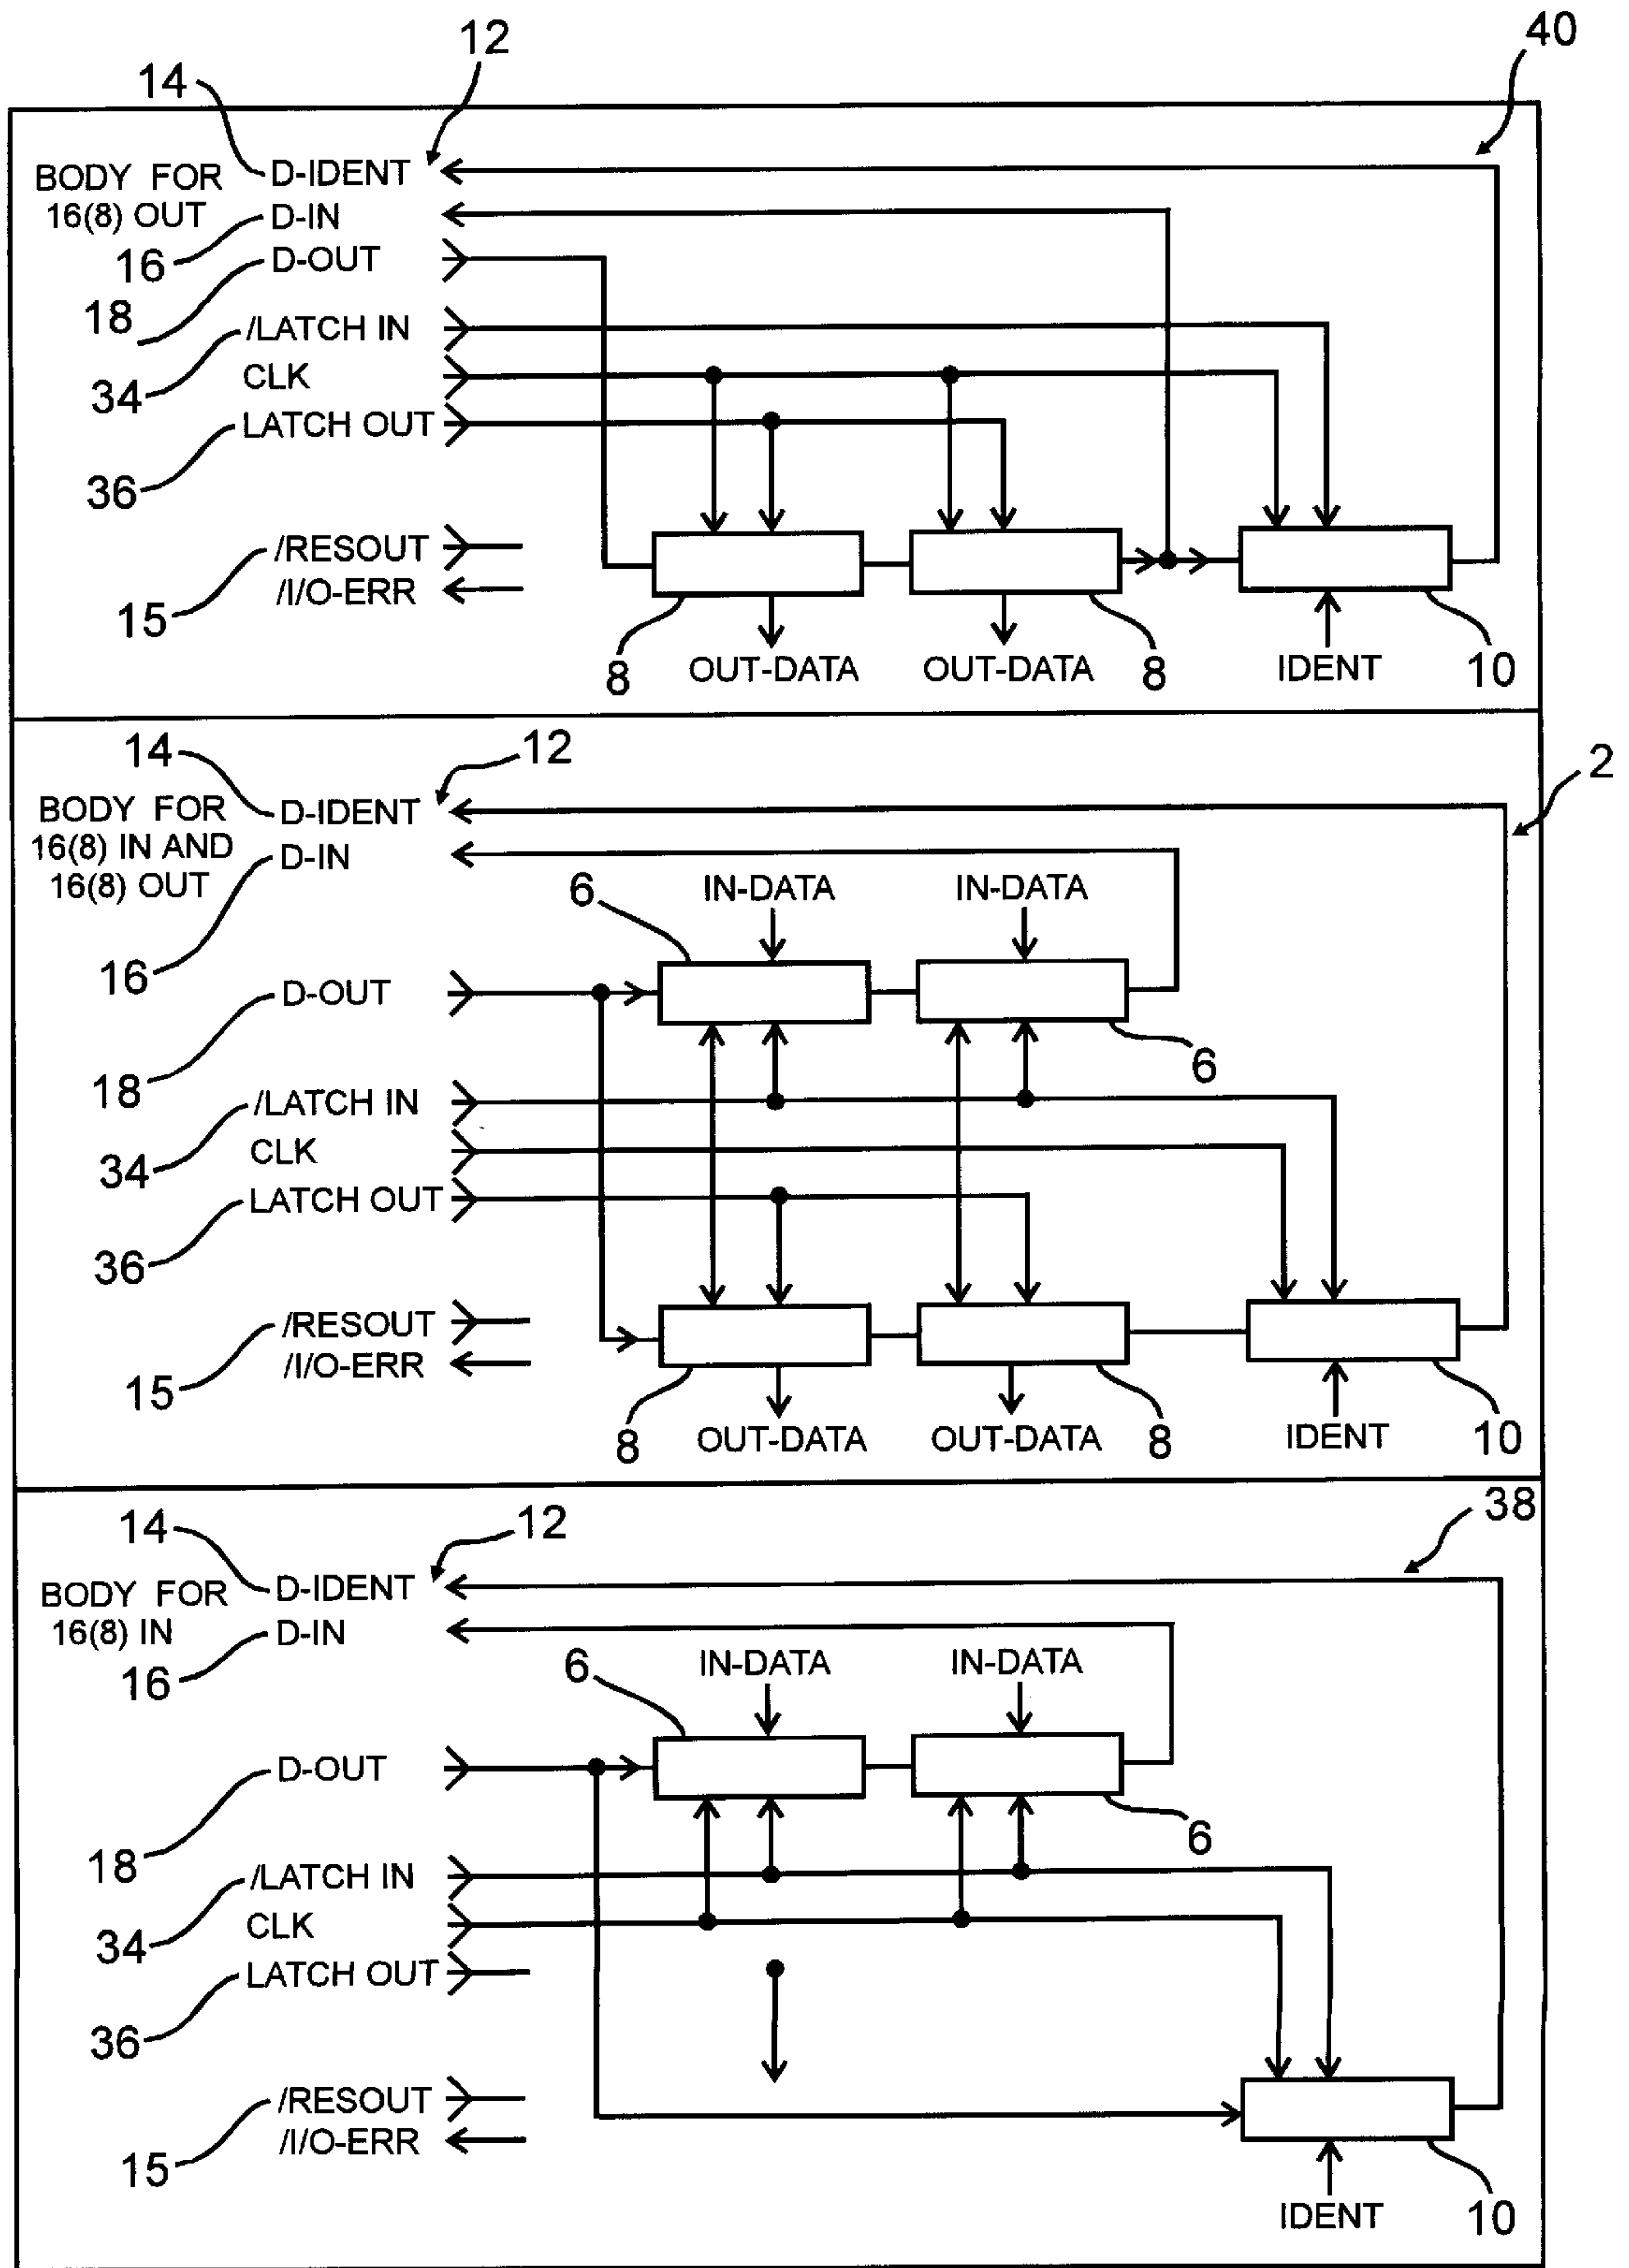 12
40
14
BODY FOR
16(8) OUT
D-IDENT
D-IN
16
D-OUT
18
/LATCH IN
34
CLK
LATCH OUT
36
/RESOUT
/I/O-ERR
15
8
OUT-DATA
OUT-DATA
8
IDENT
10
14
12
2
BODY FOR
16(8) IN AND
16(8) OUT
D-IDENT
D-IN
6
IN-DATA
IN-DATA
16
D-OUT
6
18
/LATCH IN
34
CLK
LATCH OUT
36
/RESOUT
/I/O-ERR
15
8
OUT-DATA
OUT-DATA
8
IDENT
10
38
14
12
BODY FOR
16(8) IN
D-IDENT
D-IN
16
6
IN-DATA
IN-DATA
D-OUT
6
18
/LATCH IN
34
CLK
LATCH OUT
36
/RESOUT
/I/O-ERR
15
IDENT
10